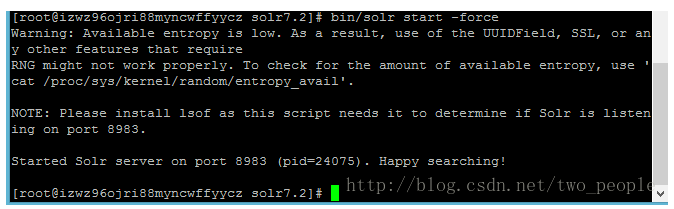 [root@izwz96ojri88myncwffyycz solr7.2]# bin/solr start -force
Warning: Available entropy is low. As a result, use of the UUIDField, SSL, or an
y other features that require
RNG might not work properly. To check for the amount of available entropy, use '
cat /proc/sys/kernel/random/entropy_avail'.
NOTE: Please install lsof as this script needs it to determine if Solr is listen
ing on port 8983.
Started Solr server on port 8983 (pid=24075). Happy searching!
[root@izwz96ojri88myncwffyycz solr7.2]#
http://blog.csdn.net/two_people